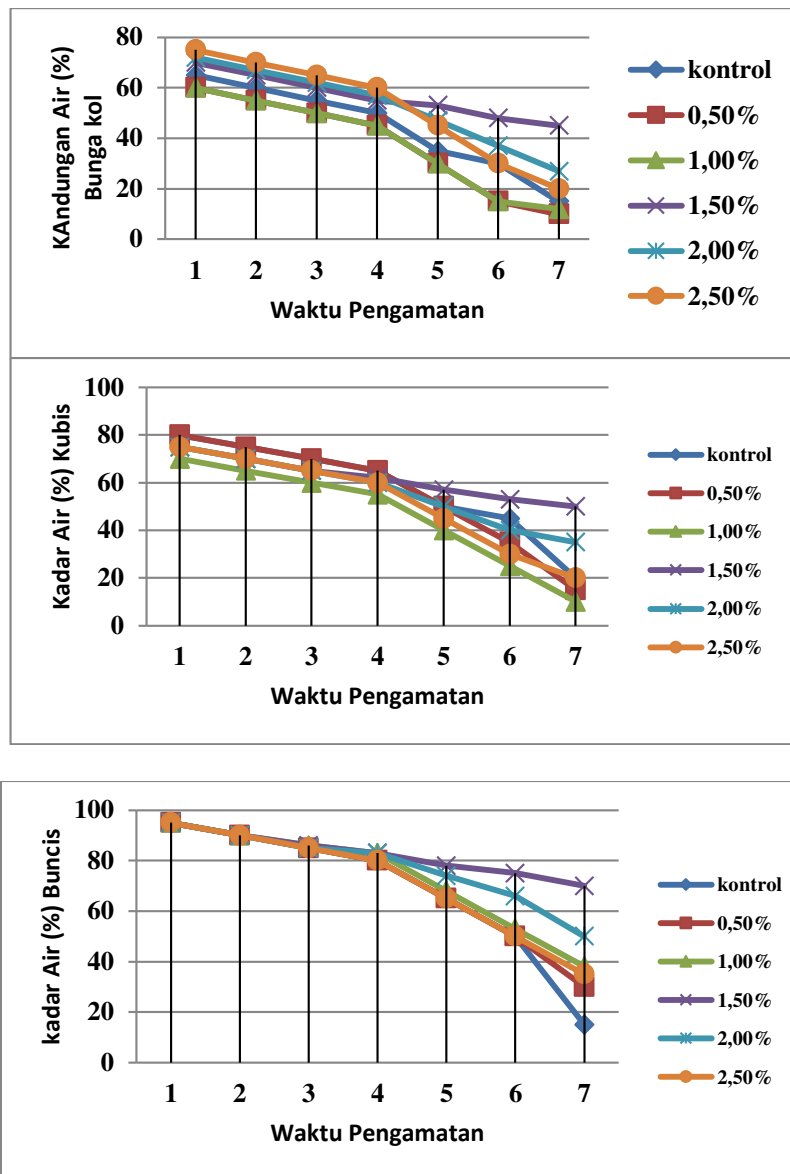 KAndungan Air (%)
Bunga kol
80
60
40
20
0
1 2 3 4 5 6 7
Waktu Pengamatan
kontrol
0,50%
1,00%
1,50%
2,00%
2,50%
Kadar Air (%) Kubis
100
80
60
40
20
0
1 2 3 4 5 6 7
Waktu Pengamatan
kontrol
0,50%
1,00%
1,50%
2,00%
2,50%
kadar Air (%) Buncis
100
80
60
40
20
0
1 2 3 4 5 6 7
Waktu Pengamatan
kontrol
0,50%
1,00%
1,50%
2,00%
2,50%